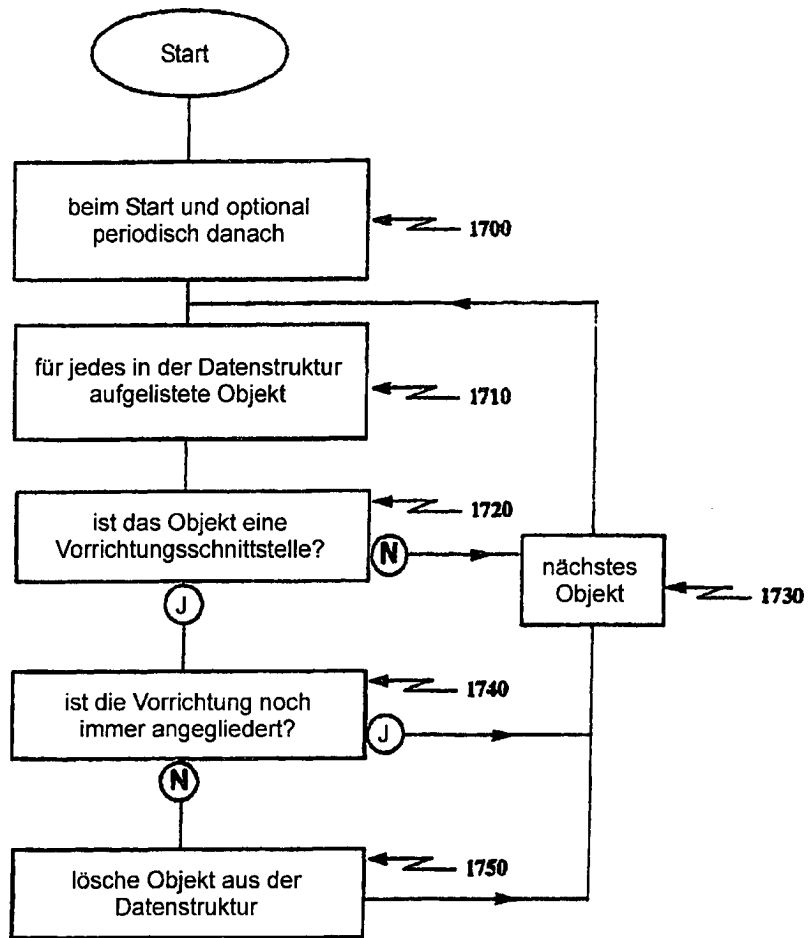 Start
beim Start und optional
periodisch danach
1700
für jedes in der Datenstruktur
aufgelistete Objekt
1710
ist das Objekt eine
Vorrichtungsschnittstelle?
1720
N
J
nächstes
Objekt
1730
ist die Vorrichtung noch
immer angegliedert?
1740
J
N
lösche Objekt aus der
Datenstruktur
1750